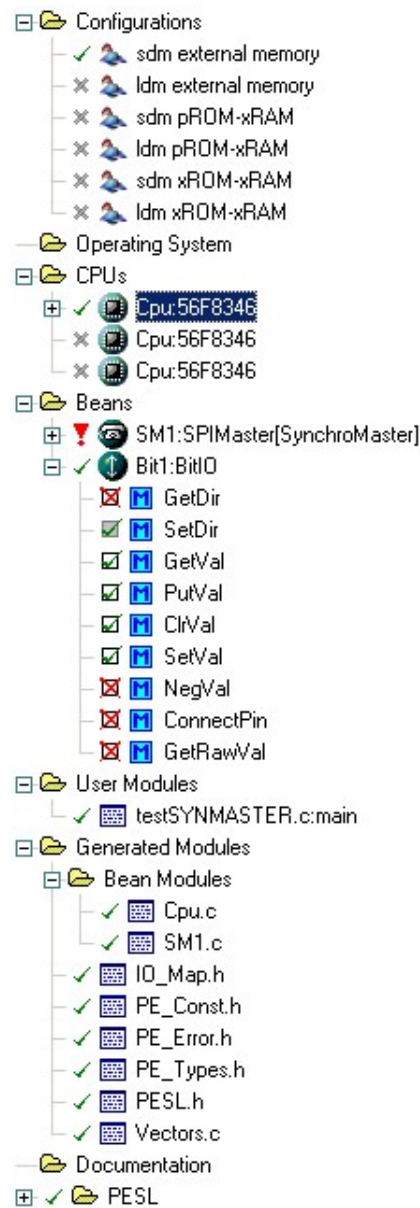 Configurations
sdm external memory
ldm external memory
sdm pROM-xRAM
ldm pROM-xRAM
sdm xROM-xRAM
ldm xROM-xRAM
Operating System
CPUs
Cpu:56F8346
Cpu:56F8346
Cpu:56F8346
Beans
SM1:SPIMaster[SynchroMaster]
Bit1:BitIO
M GetDir
M SetDir
M GetVal
M PutVal
M ClrVal
M SetVal
M NegVal
M ConnectPin
M GetRawVal
User Modules
testSYNMASTER.c:main
Generated Modules
Bean Modules
Cpu.c
SM1.c
IO_Map.h
PE_Const.h
PE_Error.h
PE_Types.h
PESL.h
Vectors.c
Documentation
PESL